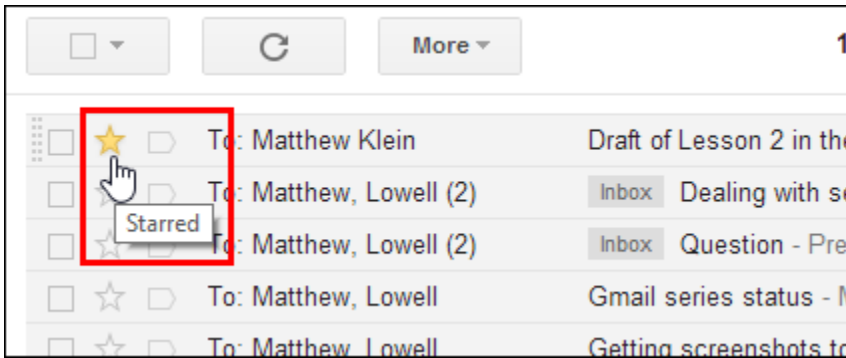 More
1
To: Matthew Klein Draft of Lesson 2 in the
To: Matthew, Lowell (2) Inbox Dealing with se
Starred
To: Matthew, Lowell (2) Inbox Question - Pre
To: Matthew, Lowell Gmail series status - M
To: Matthew, Lowell Getting screenshots to